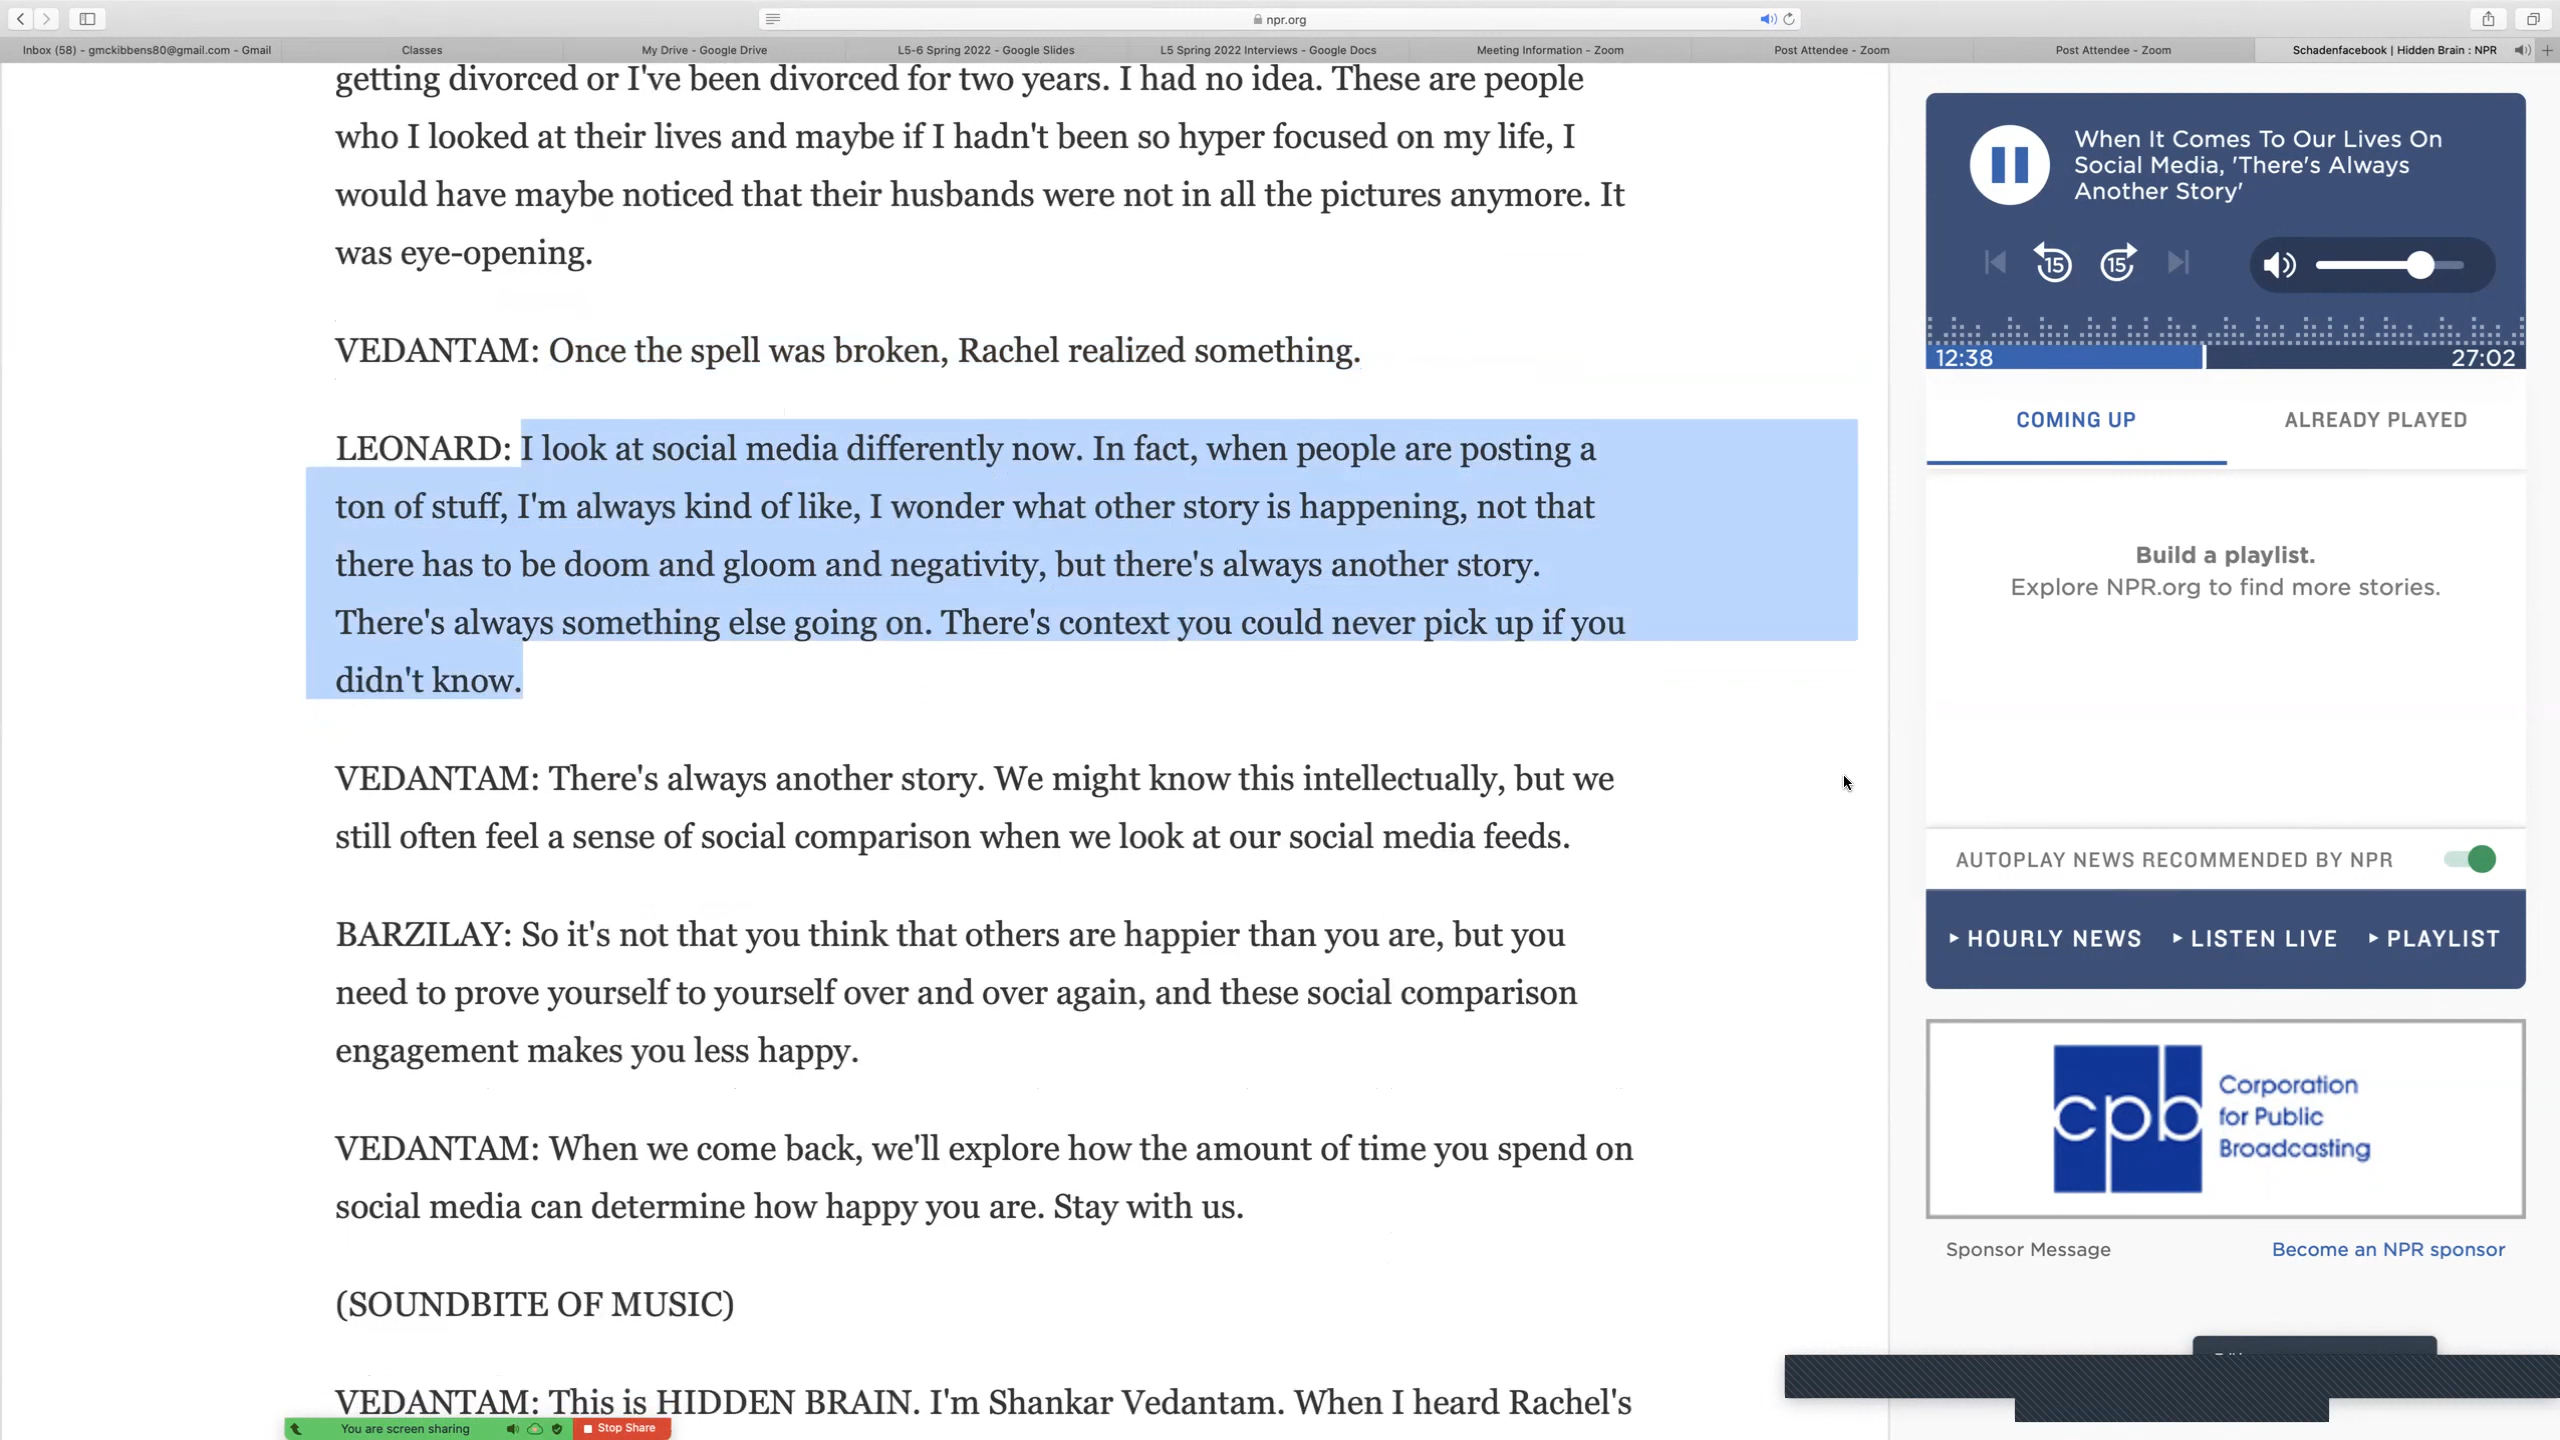 npr.org
Inbox (58) - gmckibbens80@gmail.com - Gmail
Classes
My Drive - Google Drive
L5-6 Spring 2022 - Google Slides
L5 Spring 2022 Interviews - Google Docs
Meeting Information - Zoom
Post Attendee - Zoom
Post Attendee - Zoom
Schadenfacebook | Hidden Brain : NPR
getting divorced or I've been divorced for two years. I had no idea. These are people
who I looked at their lives and maybe if I hadn't been so hyper focused on my life, I
would have maybe noticed that their husbands were not in all the pictures anymore. It
was eye-opening.
VEDANTAM: Once the spell was broken, Rachel realized something.
LEONARD: I look at social media differently now. In fact, when people are posting a
ton of stuff, I'm always kind of like, I wonder what other story is happening, not that
there has to be doom and gloom and negativity, but there's always another story.
There's always something else going on. There's context you could never pick up if you
didn't know.
VEDANTAM: There's always another story. We might know this intellectually, but we
still often feel a sense of social comparison when we look at our social media feeds.
BARZILAY: So it's not that you think that others are happier than you are, but you
need to prove yourself to yourself over and over again, and these social comparison
engagement makes you less happy.
VEDANTAM: When we come back, we'll explore how the amount of time you spend on
social media can determine how happy you are. Stay with us.
(SOUNDBITE OF MUSIC)
VEDANTAM: This is HIDDEN BRAIN. I'm Shankar Vedantam. When I heard Rachel's
You are screen sharing
Stop Share
When It Comes To Our Lives On
Social Media, 'There's Always
Another Story'
15
15
12:38
27:02
COMING UP
ALREADY PLAYED
Build a playlist.
Explore NPR.org to find more stories.
AUTOPLAY NEWS RECOMMENDED BY NPR
HOURLY NEWS
LISTEN LIVE
PLAYLIST
cpb
Corporation
for Public
Broadcasting
Sponsor Message
Become an NPR sponsor